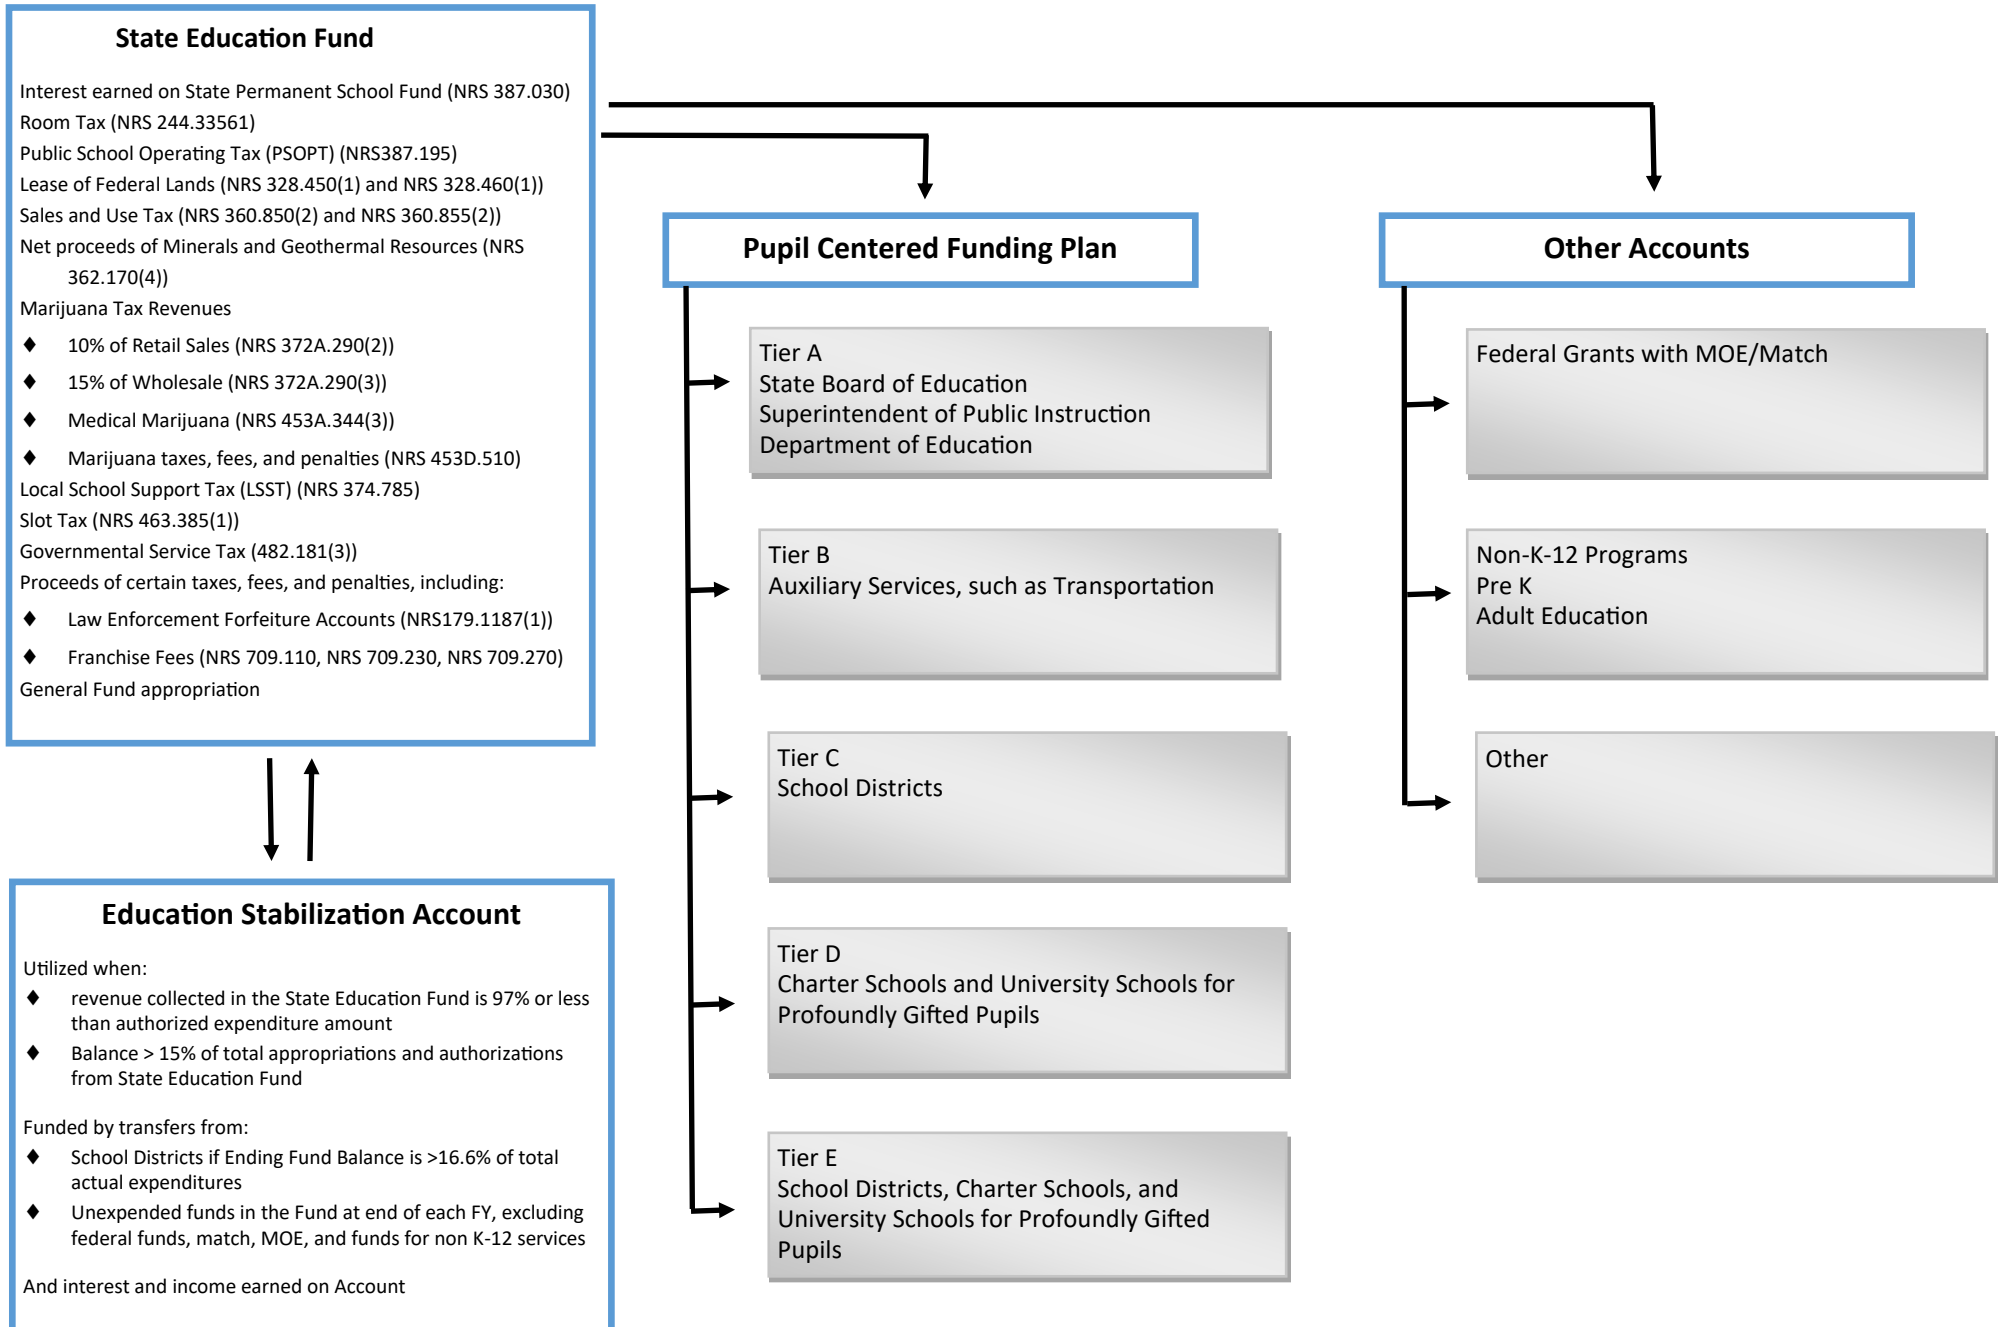 State Education Fund
Interest earned on State Permanent School Fund (NRS 387.030)
Room Tax (NRS 244.33561)
Public School Operating Tax (PSOPT) (NRS387.195)
Lease of Federal Lands (NRS 328.450(1) and NRS 328.460(1))
Sales and Use Tax (NRS 360.850(2) and NRS 360.855(2))
Net proceeds of Minerals and Geothermal Resources (NRS
362.170(4))
Marijuana Tax Revenues
♦ 10% of Retail Sales (NRS 372A.290(2))
♦ 15% of Wholesale (NRS 372A.290(3))
♦ Medical Marijuana (NRS 453A.344(3))
♦ Marijuana taxes, fees, and penalties (NRS 453D.510)
Local School Support Tax (LSST) (NRS 374.785)
Slot Tax (NRS 463.385(1))
Governmental Service Tax (482.181(3))
Proceeds of certain taxes, fees, and penalties, including:
♦ Law Enforcement Forfeiture Accounts (NRS179.1187(1))
♦ Franchise Fees (NRS 709.110, NRS 709.230, NRS 709.270)
General Fund appropriation
Education Stabilization Account
Utilized when:
♦ revenue collected in the State Education Fund is 97% or less
than authorized expenditure amount
♦ Balance > 15% of total appropriations and authorizations
from State Education Fund
Funded by transfers from:
♦ School Districts if Ending Fund Balance is >16.6% of total
actual expenditures
♦ Unexpended funds in the Fund at end of each FY, excluding
federal funds, match, MOE, and funds for non K-12 services
And interest and income earned on Account
Pupil Centered Funding Plan
Tier A
State Board of Education
Superintendent of Public Instruction
Department of Education
Tier B
Auxiliary Services, such as Transportation
Tier C
School Districts
Tier D
Charter Schools and University Schools for
Profoundly Gifted Pupils
Tier E
School Districts, Charter Schools, and
University Schools for Profoundly Gifted
Pupils
Other Accounts
Federal Grants with MOE/Match
Non-K-12 Programs
Pre K
Adult Education
Other